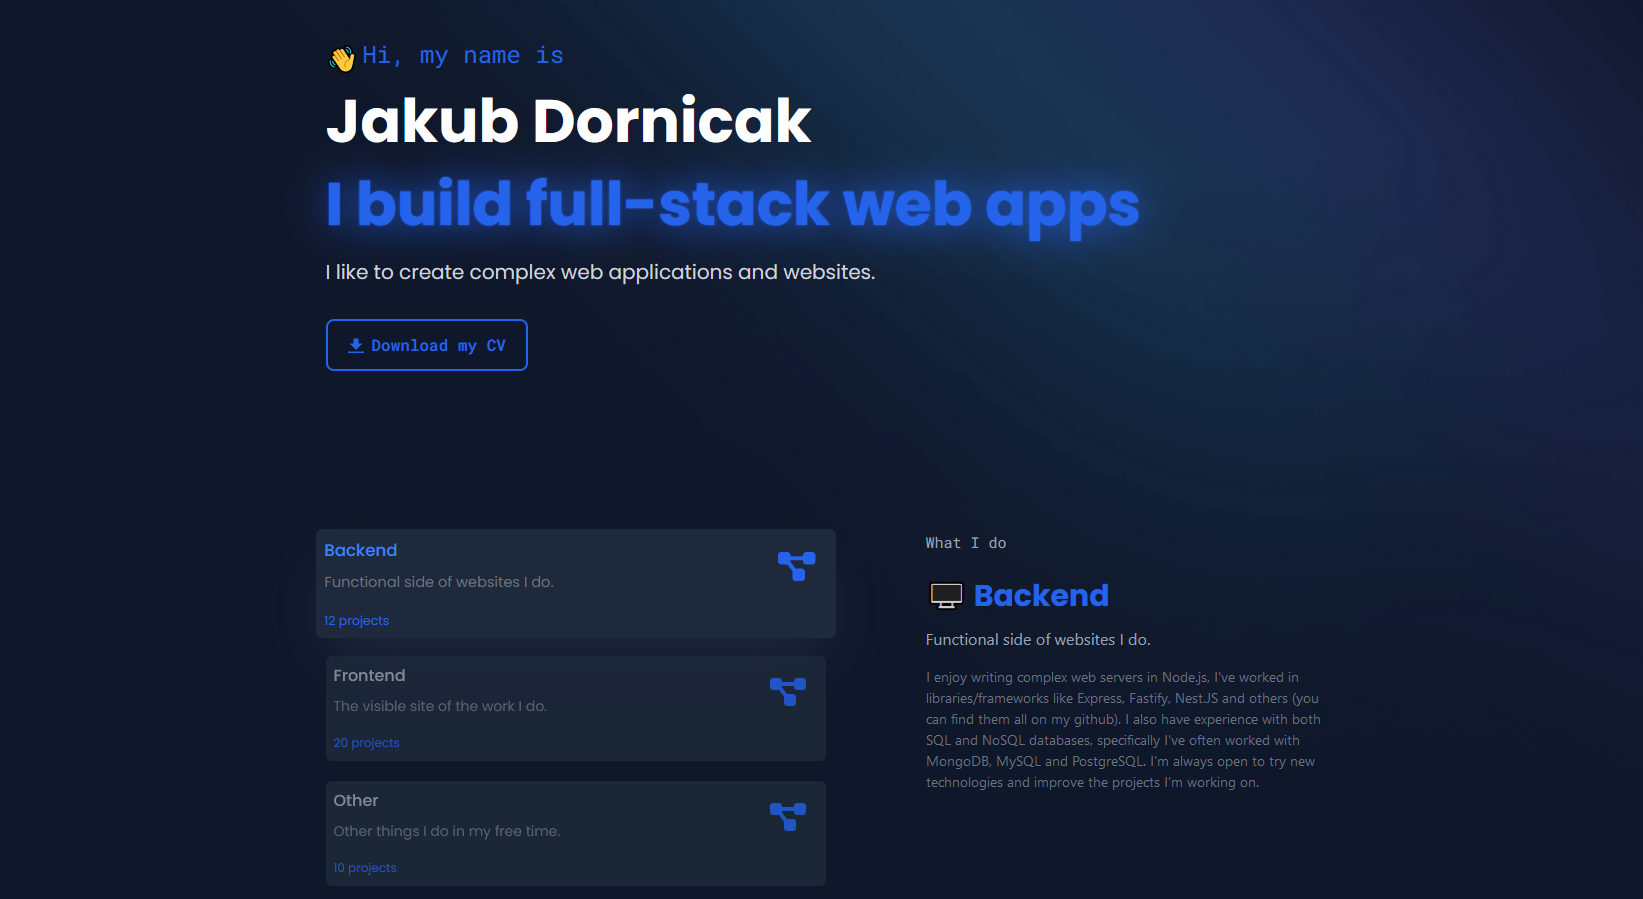 Hi, my name is
Jakub Dornicak
I build full-stack web apps
I like to create complex web applications and websites.
Download my CV
Backend
Functional side of websites I do.
12 projects
Frontend
The visible site of the work I do.
20 projects
Other
Other things I do in my free time.
10 projects
What I do
Backend
Functional side of websites I do.
I enjoy writing complex web servers in Node.js, I've worked in
libraries/frameworks like Express, Fastify, Nest.JS and others (you
can find them all on my github). I also have experience with both
SQL and NoSQL databases, specifically I've often worked with
MongoDB, MySQL and PostgreSQL. I'm always open to try new
technologies and improve the projects I'm working on.